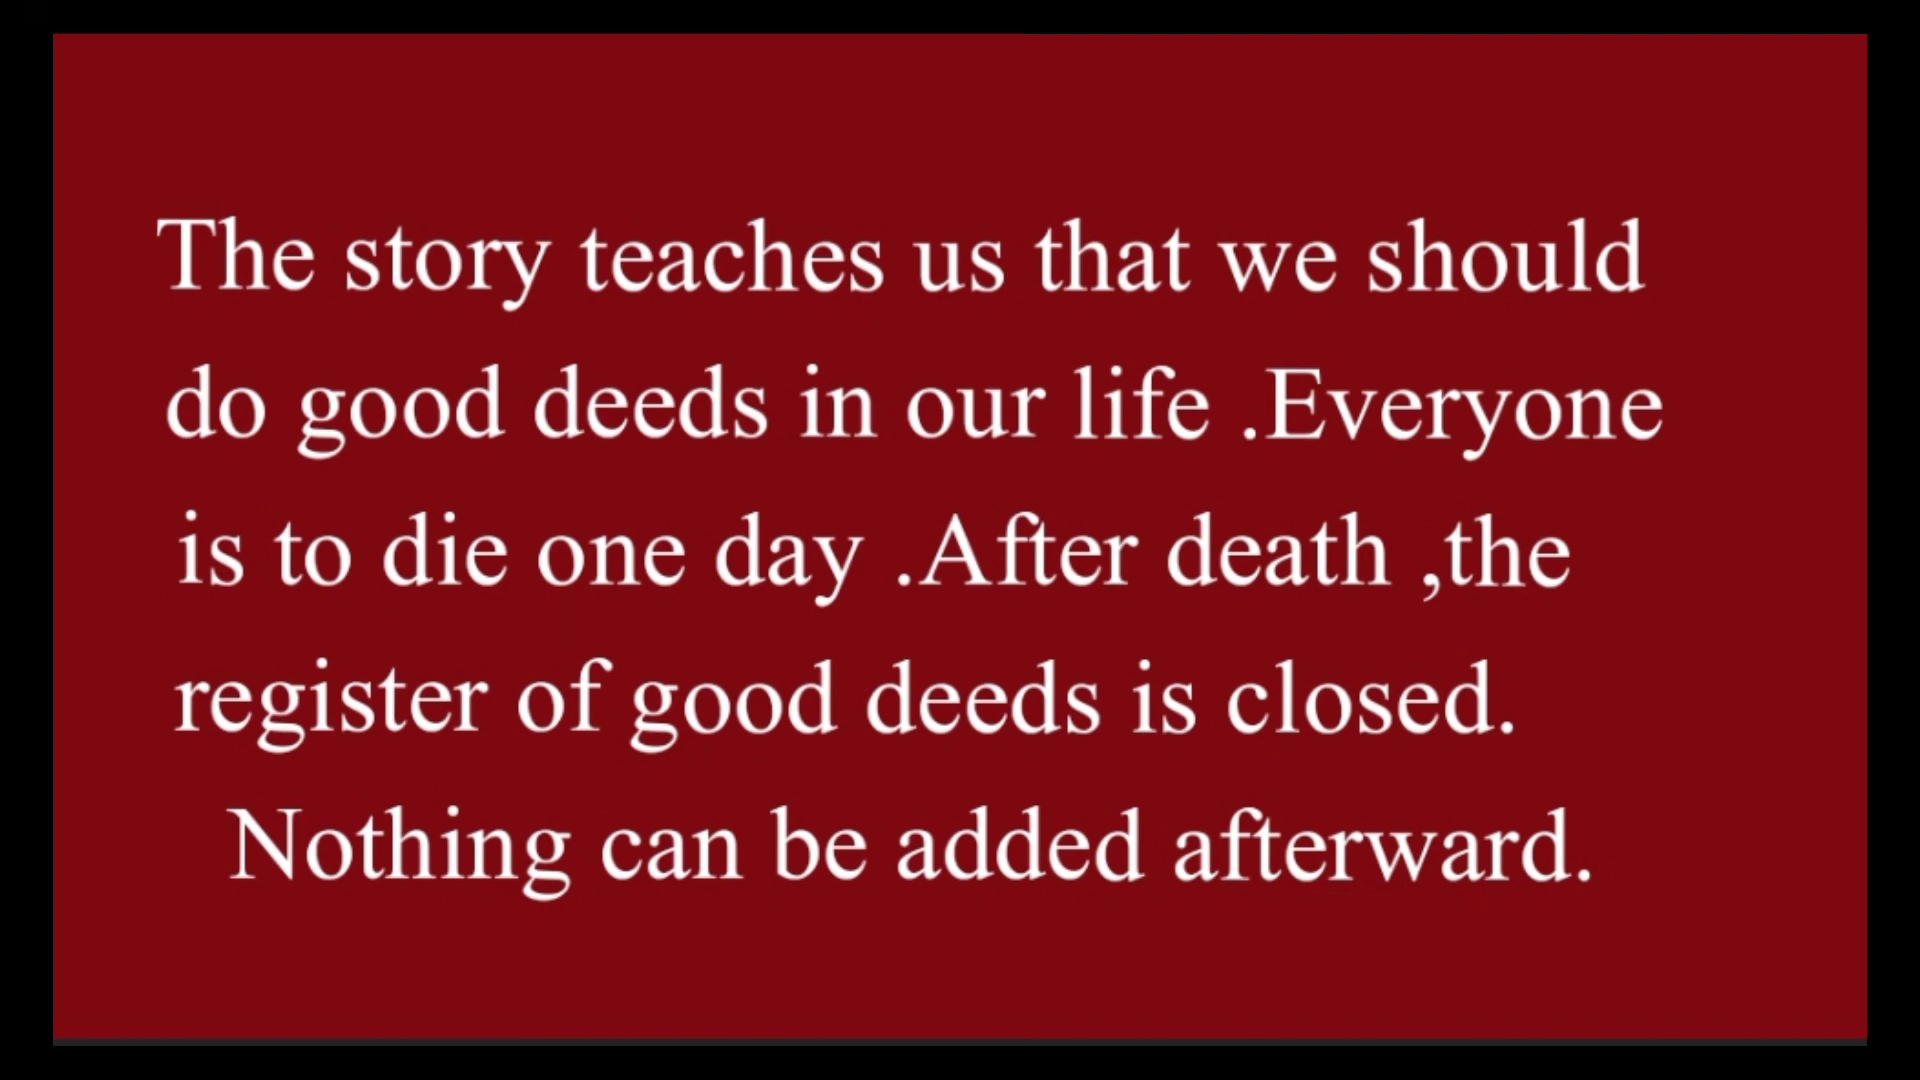 The story teaches us that we should
do good deeds in our life .Everyone
is to die one day .After death ,the
register of good deeds is closed.
Nothing can be added afterward.